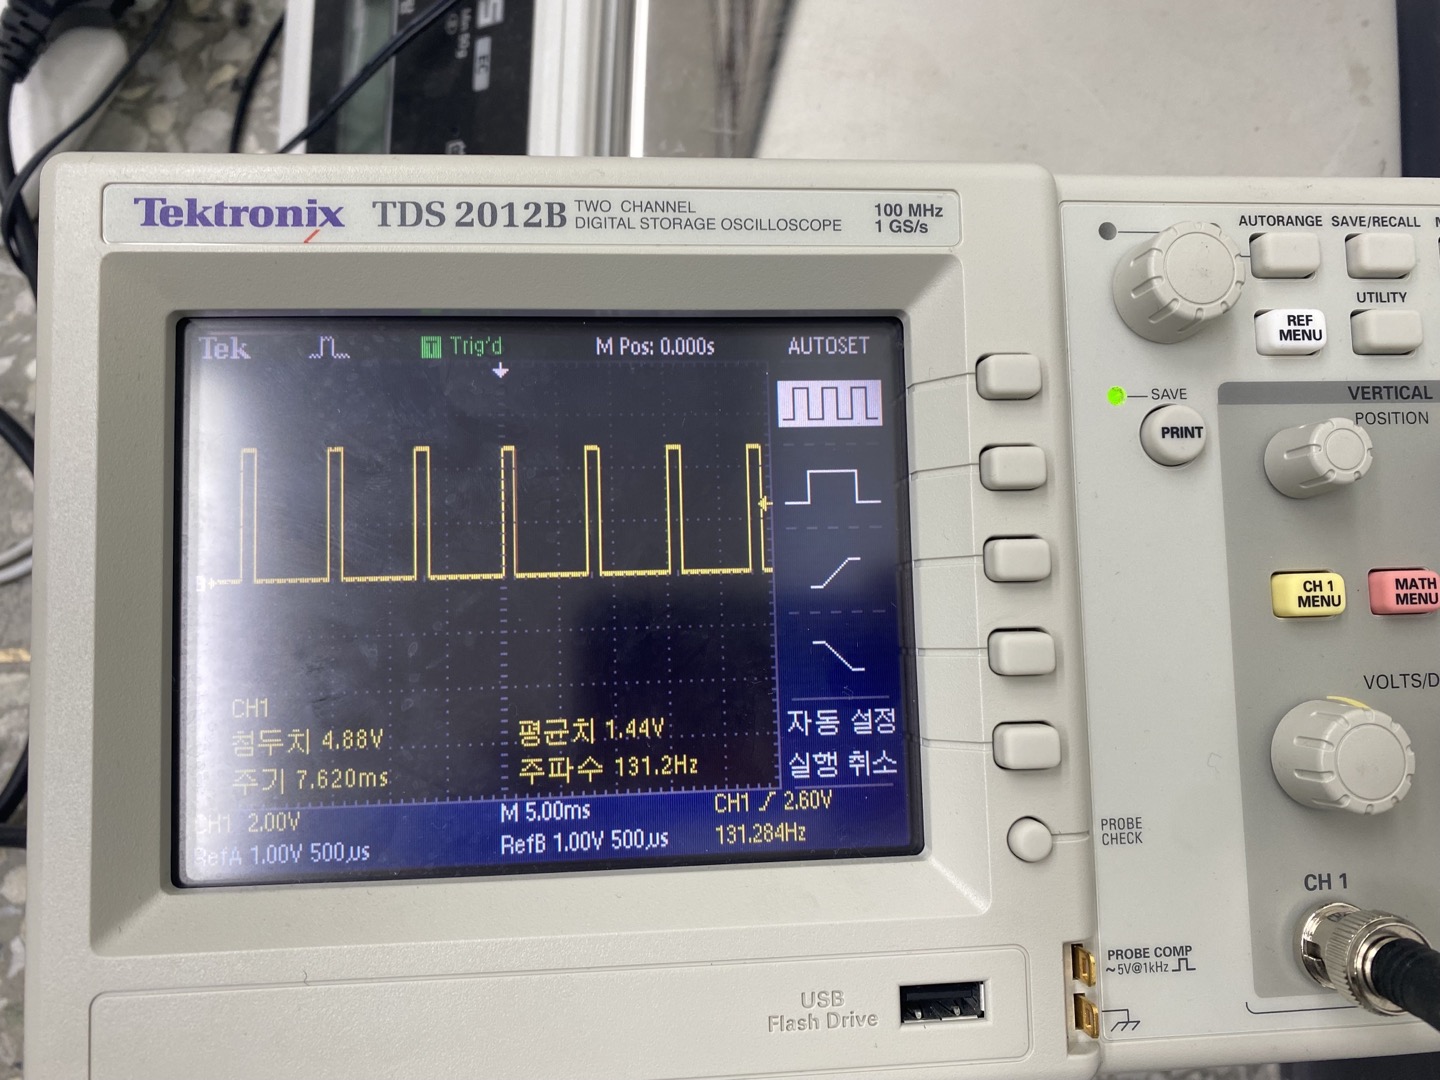 Tektronix TDS 2012B TWO CHANNEL DIGITAL STORAGE OSCILLOSCOPE 100 MHz 1 GS/s
Tek Trig'd M Pos: 0.000s AUTOSET
CH1
첨두치 4.88V 평균치 1.44V
주기 7.620ms 주파수 131.2Hz
자동 설정
실행 취소
CH1 2.00V M 5.00ms CH1 2.60V
RefA 1.00V 500µs RefB 1.00V 500µs 131.284Hz
USB
Flash Drive
AUTORANGE SAVE/RECALL
UTILITY
REF
MENU
SAVE
PRINT
VERTICAL
POSITION
CH 1
MENU
MATH
MENU
VOLTS/D
PROBE
CHECK
CH 1
PROBE COMP
~5V@1kHz